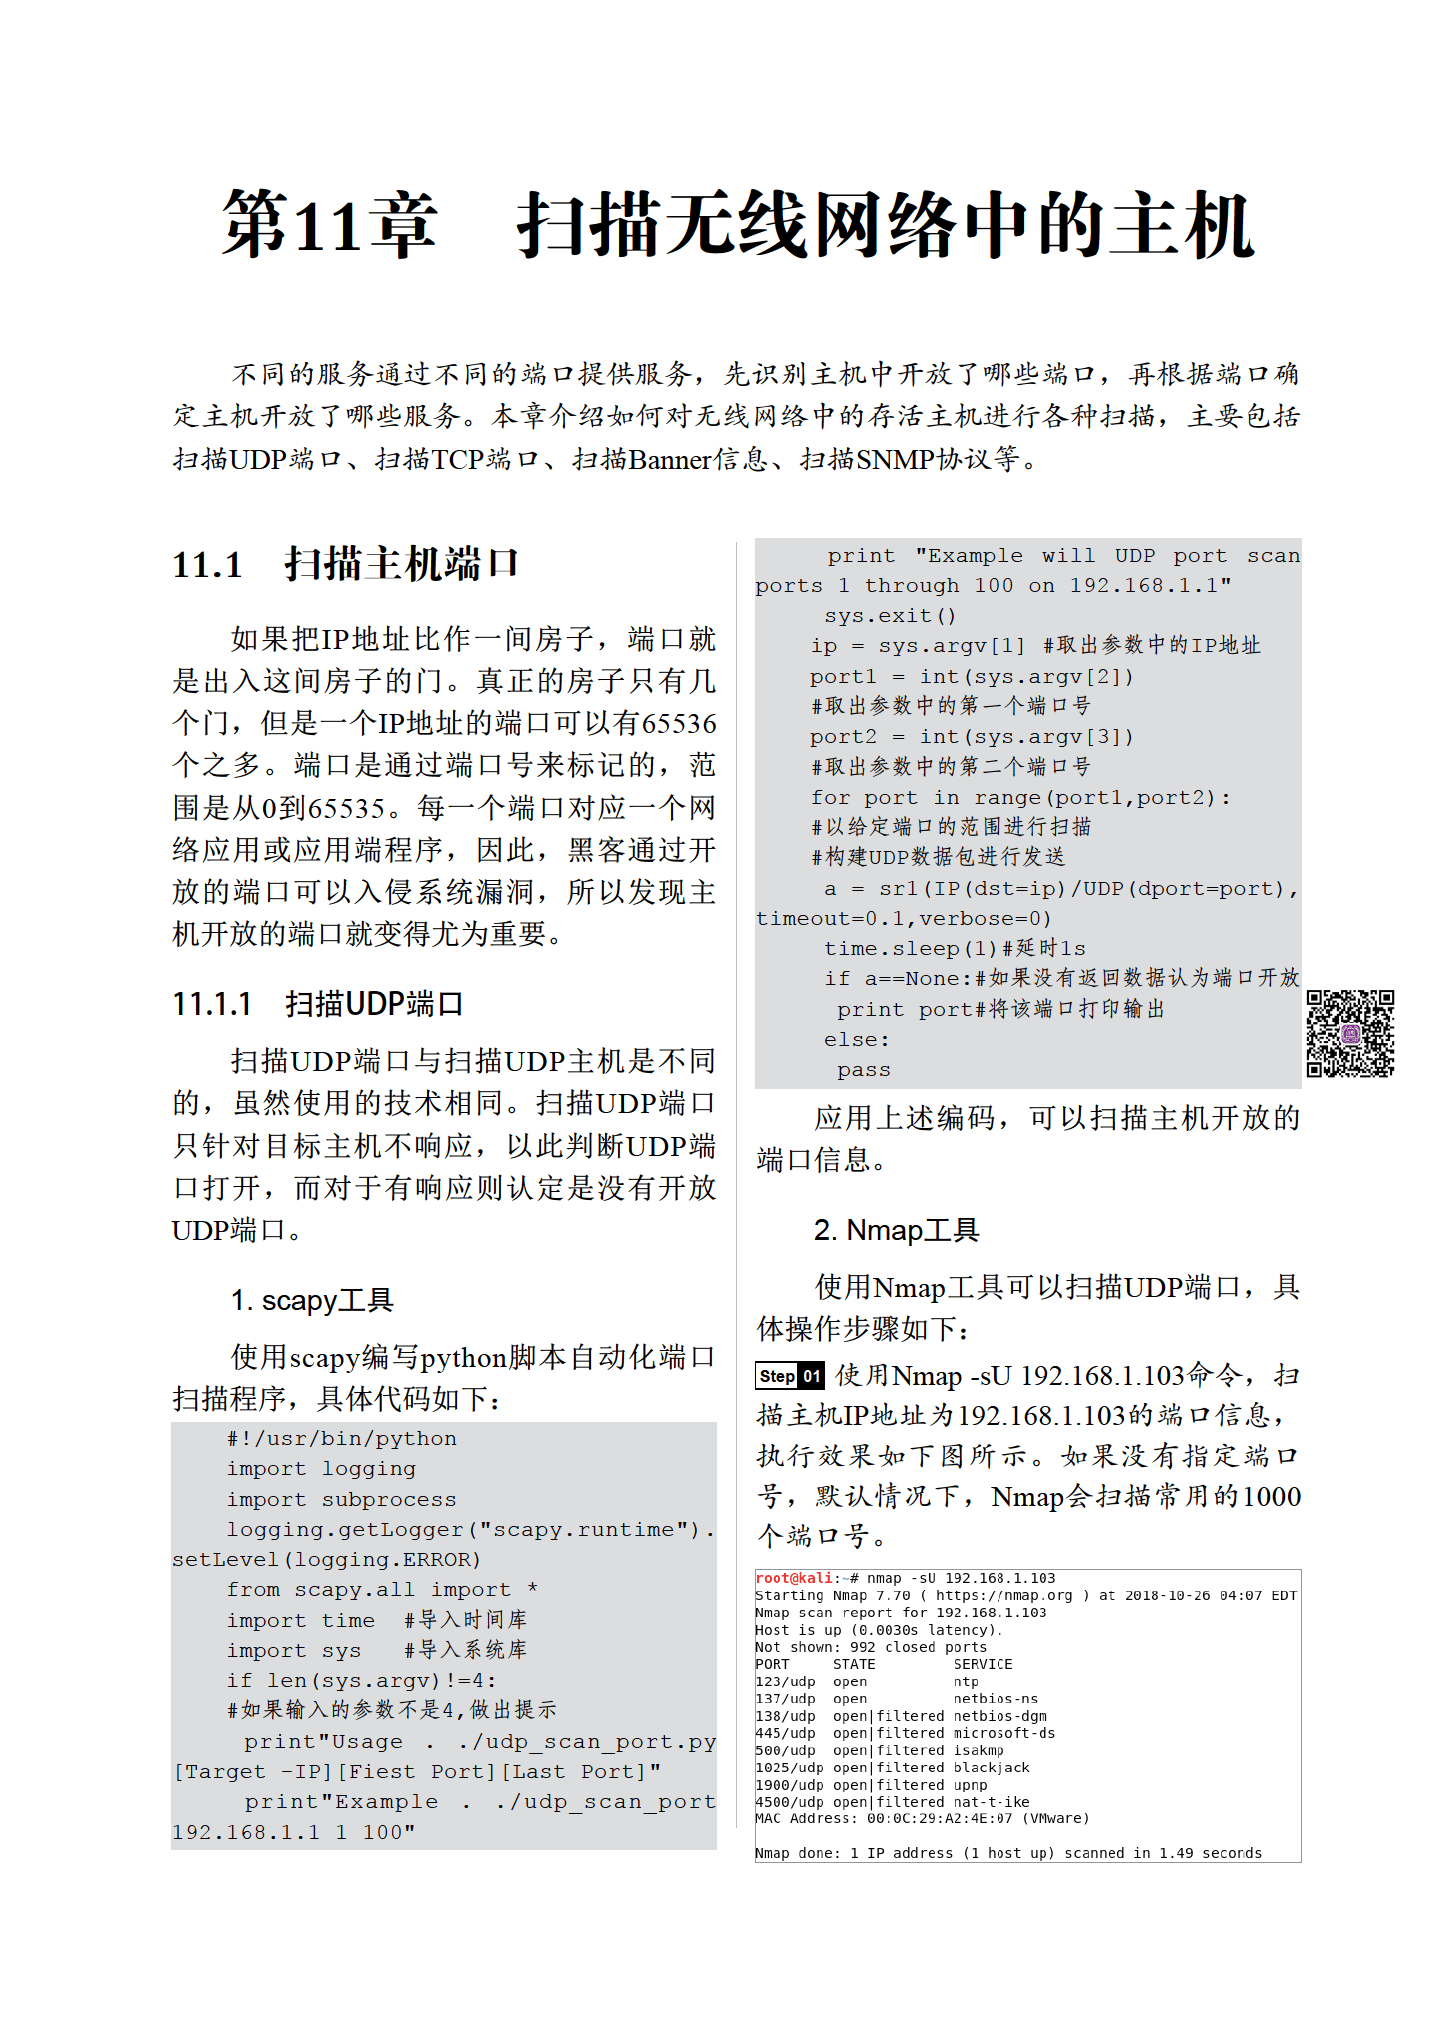 第11章　扫描无线网络中的主机
不同的服务通过不同的端口提供服务，先识别主机中开放了哪些端口，再根据端口确
定主机开放了哪些服务。本章介绍如何对无线网络中的存活主机进行各种扫描，主要包括
扫描UDP端口、扫描TCP端口、扫描Banner信息、扫描SNMP协议等。
11.1　扫描主机端口
如果把IP地址比作一间房子，端口就
是出入这间房子的门。真正的房子只有几
个门，但是一个IP地址的端口可以有65536
个之多。端口是通过端口号来标记的，范
围是从0到65535。每一个端口对应一个网
络应用或应用端程序，因此，黑客通过开
放的端口可以入侵系统漏洞，所以发现主
机开放的端口就变得尤为重要。
11.1.1　扫描UDP端口
扫描UDP端口与扫描UDP主机是不同
的，虽然使用的技术相同。扫描UDP端口
只针对目标主机不响应，以此判断UDP端
口打开，而对于有响应则认定是没有开放
UDP端口。
1. scapy工具
使用scapy编写python脚本自动化端口
扫描程序，具体代码如下：
#!/usr/bin/python
import logging
import subprocess
logging.getLogger("scapy.runtime").
setLevel(logging.ERROR)
from scapy.all import *
import time  #导入时间库
import sys   #导入系统库
if len(sys.argv)!=4:
#如果输入的参数不是4,做出提示
print"Usage . ./udp_scan_port.py
[Target -IP][Fiest Port][Last Port]"
print"Example . ./udp_scan_port
192.168.1.1 1 100"
print "Example will UDP port scan
ports 1 through 100 on 192.168.1.1"
sys.exit()
ip = sys.argv[1] #取出参数中的IP地址
port1 = int(sys.argv[2])
#取出参数中的第一个端口号
port2 = int(sys.argv[3])
#取出参数中的第二个端口号
for port in range(port1,port2):
#以给定端口的范围进行扫描
#构建UDP数据包进行发送
a = sr1(IP(dst=ip)/UDP(dport=port),
timeout=0.1,verbose=0)
time.sleep(1)#延时1s
if a==None:#如果没有返回数据认为端口开放
print port#将该端口打印输出
else:
pass
应用上述编码，可以扫描主机开放的
端口信息。
2. Nmap工具
使用Nmap工具可以扫描UDP端口，具
体操作步骤如下：
Step 01 使用Nmap -sU 192.168.1.103命令，扫
描主机IP地址为192.168.1.103的端口信息，
执行效果如下图所示。如果没有指定端口
号，默认情况下，Nmap会扫描常用的1000
个端口号。
root@kali:~# nmap -sU 192.168.1.103
Starting Nmap 7.70 ( https://nmap.org ) at 2018-10-26 04:07 EDT
Nmap scan report for 192.168.1.103
Host is up (0.0030s latency).
Not shown: 992 closed ports
PORT     STATE         SERVICE
123/udp  open          ntp
137/udp  open          netbios-ns
138/udp  open|filtered netbios-dgm
445/udp  open|filtered microsoft-ds
500/udp  open|filtered isakmp
1025/udp open|filtered blackjack
1900/udp open|filtered upnp
4500/udp open|filtered nat-t-ike
MAC Address: 00:0C:29:A2:4E:07 (VMware)
Nmap done: 1 IP address (1 host up) scanned in 1.49 seconds